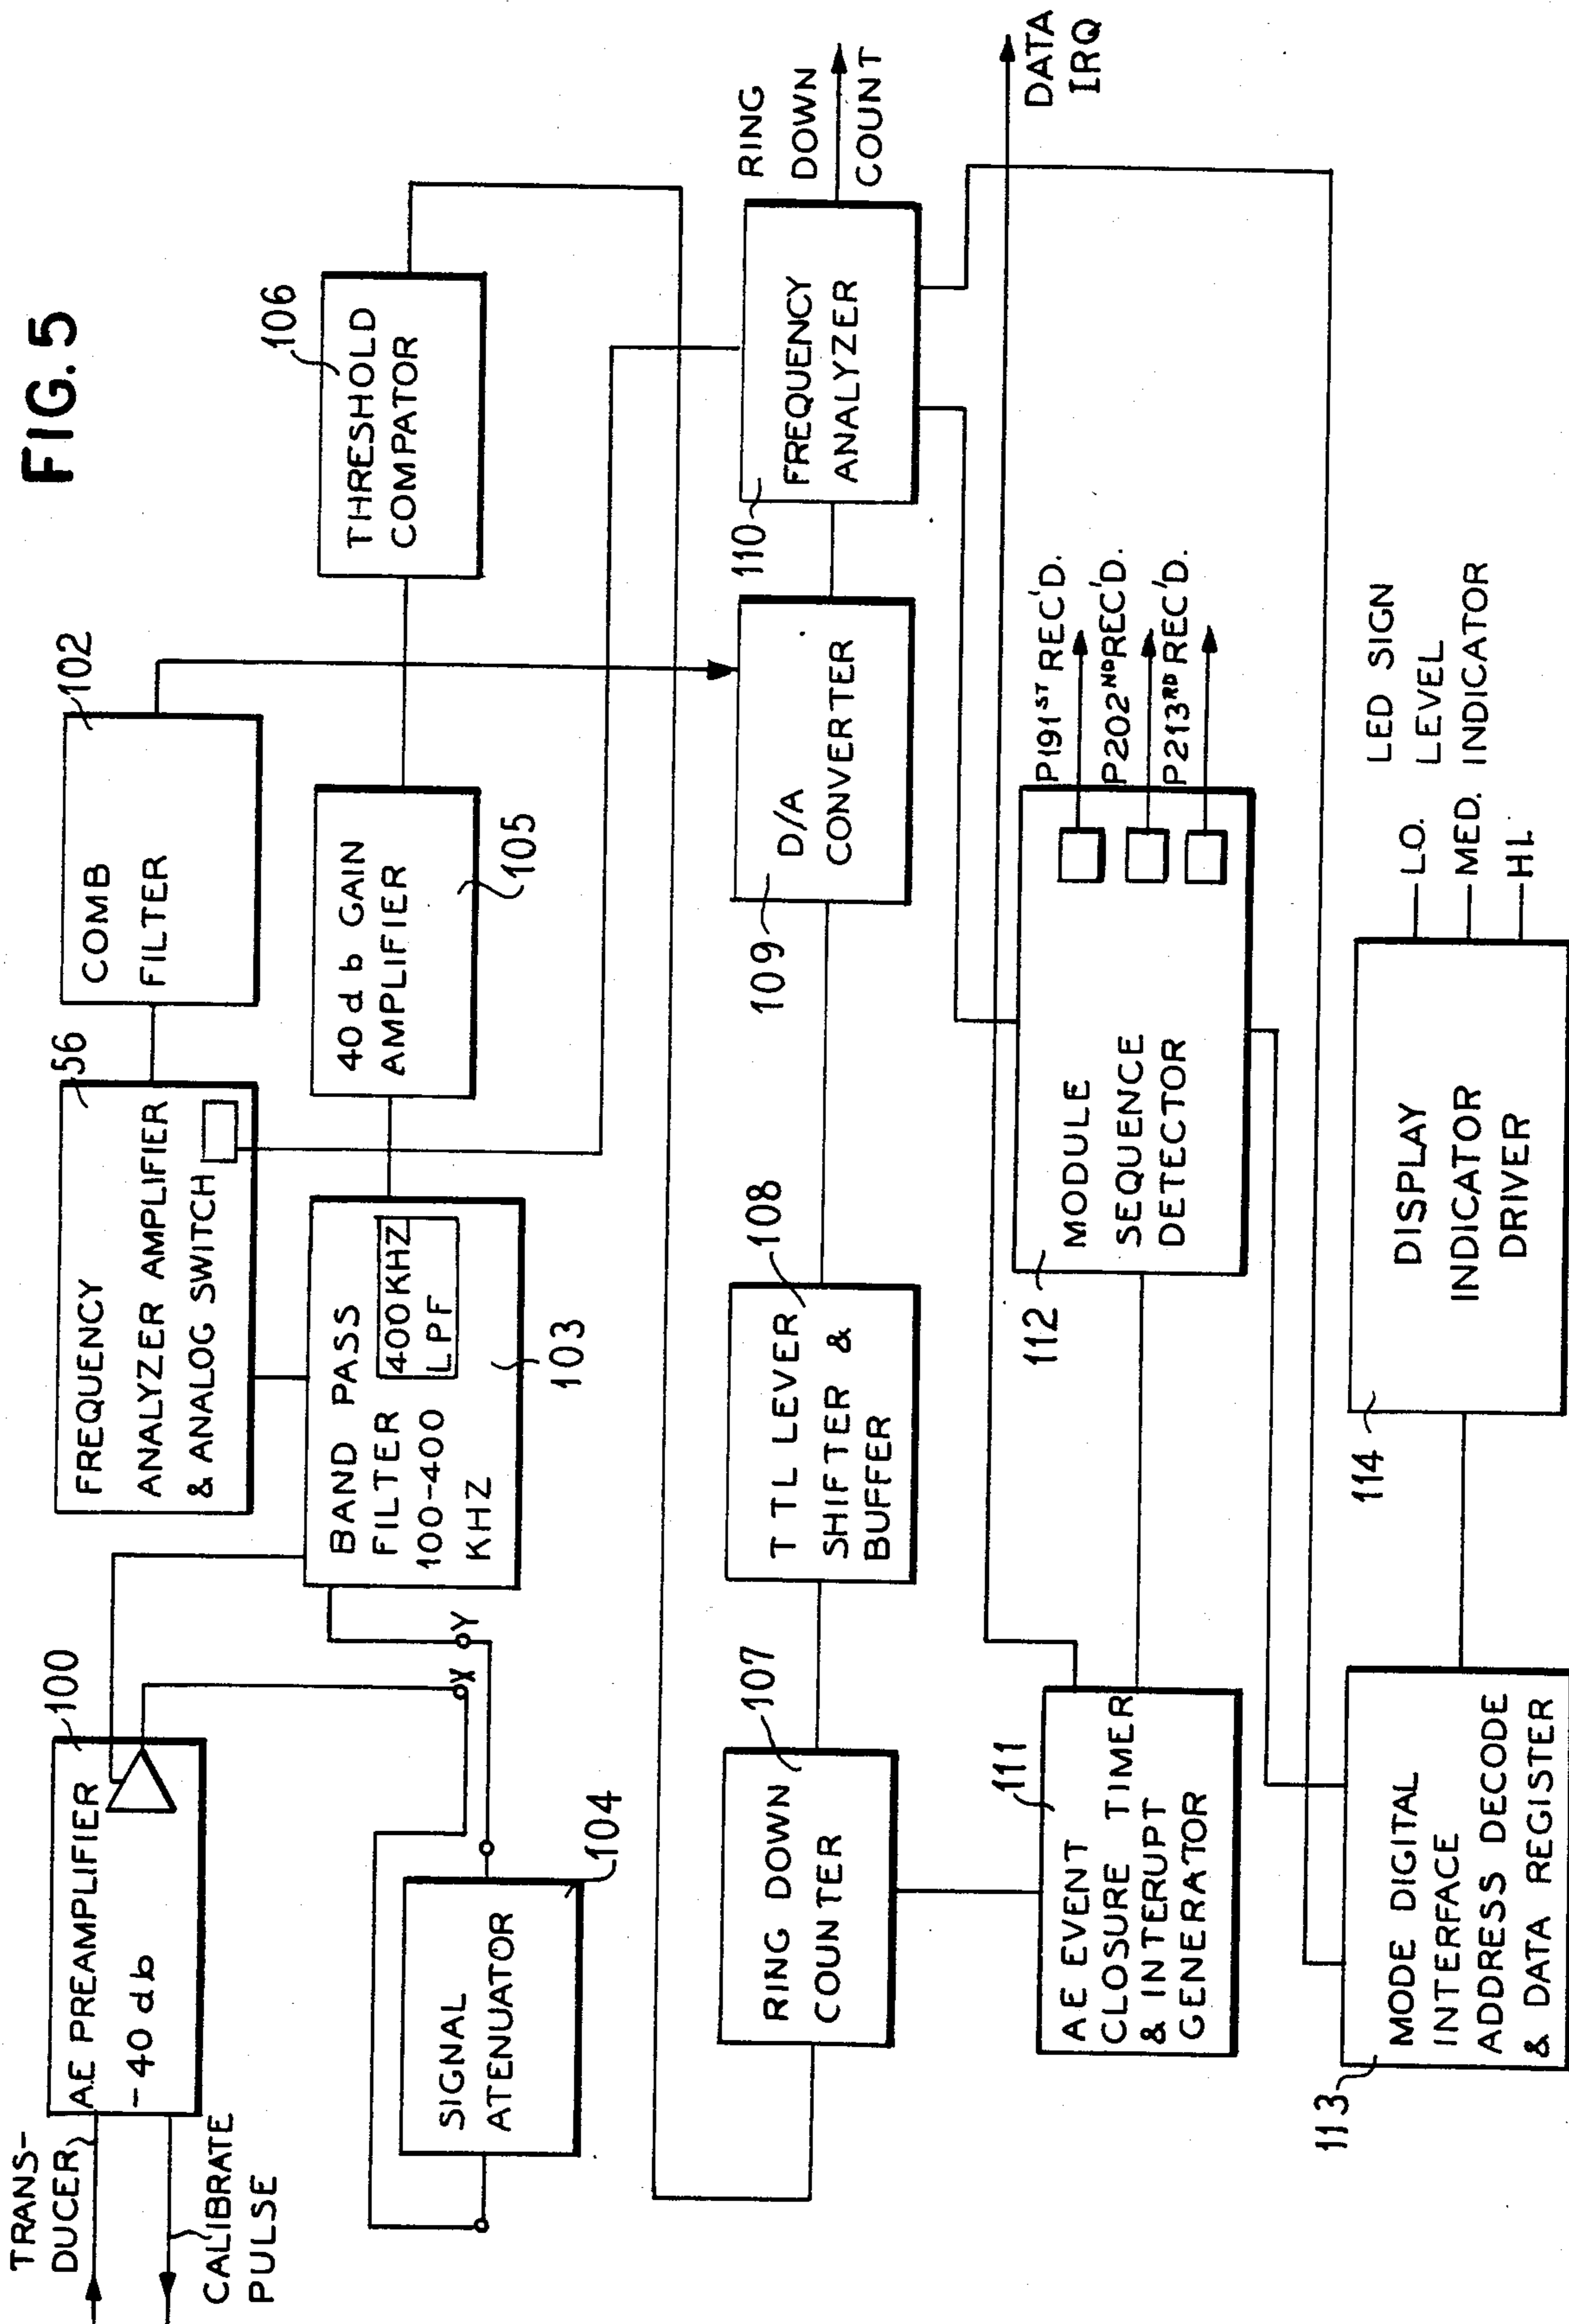 FIG. 5
TRANS-
DUCER
CALIBRATE
PULSE
100
A.E PREAMPLIFIER
-40 db
56
FREQUENCY
ANALYZER AMPLIFIER
& ANALOG SWITCH
102
COMB
FILTER
BAND PASS
FILTER
100-400
KHZ
400KHZ
LPF
103
X
Y
SIGNAL
ATENUATOR
104
40 d b GAIN
AMPLIFIER
105
106
THRESHOLD
COMPATOR
107
RING DOWN
COUNTER
108
T TL LEVER
SHIFTER &
BUFFER
109
D/A
CONVERTER
110
FREQUENCY
ANALYZER
RING
DOWN
COUNT
DATA
IRQ
111
A E EVENT
CLOSURE TIMER
& INTERUPT
GENERATOR
112
MODULE
SEQUENCE
DETECTOR
P191ST REC'D.
P202ND REC'D.
P213RD REC'D.
113
MODE DIGITAL
INTERFACE
ADDRESS DECODE
& DATA REGISTER
114
DISPLAY
INDICATOR
DRIVER
LO.
MED.
HI.
LED SIGN
LEVEL
INDICATOR